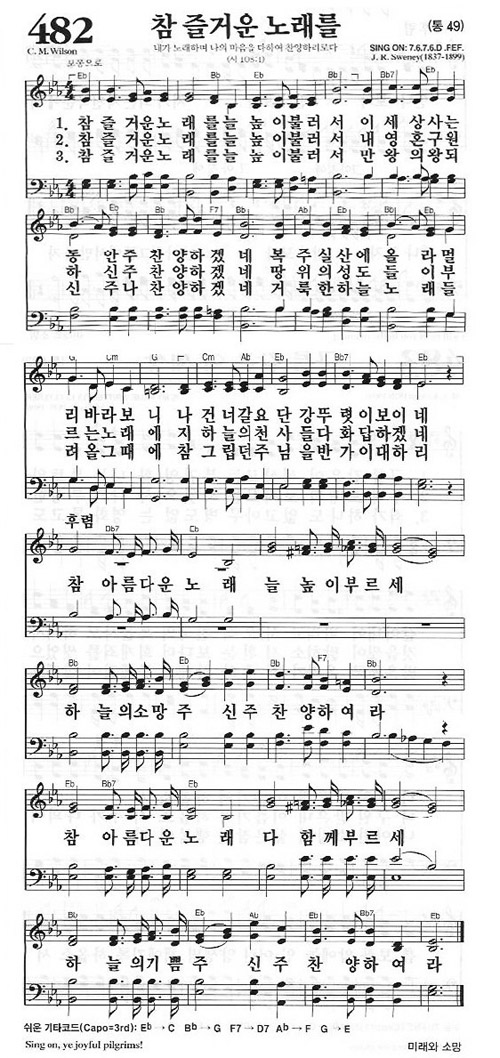 482 참 즐거운 노래를 (통 49)
C. M. Wilson 내가 노래하며 나의 마음을 다하여 찬양하리로다 SING ON: 7.6.7.6.D .FEF.
보통으로 (시 108:1) J. R. Sweney(1837-1899)
Eb Bb Eb
1. 참 즐 거운노 래 를늘 높 이불러 서 이 세 상사 는
2. 참 즐 거운노 래 를늘 높 이불러 서 내 영 혼구 원
3. 참 즐 거운노 래 를늘 높 이불러 서 만 왕 의왕 되
Bb Eb Bb F7 Bb Bb Ab Eb Bb Eb
동 안주 찬 양하겠 네 복 주실산에 올 라멀
하 신주 찬 양하겠 네 땅 위의성도 들 이부
신 주나 찬 양하겠 네 거 룩한하늘 노 래들
G Cm G Cm Ab Eb Bb7 Eb
리바라보 니 나 건 너갈요 단 강뚜 렷이보이 네
르는노래 에 지 하늘의천 사 들다 화답하겠 네
려올그때 에 참 그립던주 님 을반 가이대하 리
후렴
Bb7 Eb
참 아름다운 노 래 늘 높이부르 세
Bb Eb F7 Bb
하 늘의소망 주 신주 찬 양하여 라
Eb Bb7 Eb
참 아름다운 노 래 다 함께부르 세
Bb Eb Ab Eb Bb7 Eb
하 늘의기쁨 주 신주 찬 양하여 라
쉬운 기타코드(Capo=3rd): Eb → C Bb → G F7 → D7 Ab → F G → E
Sing on, ye joyful pilgrims! 미래와 소망